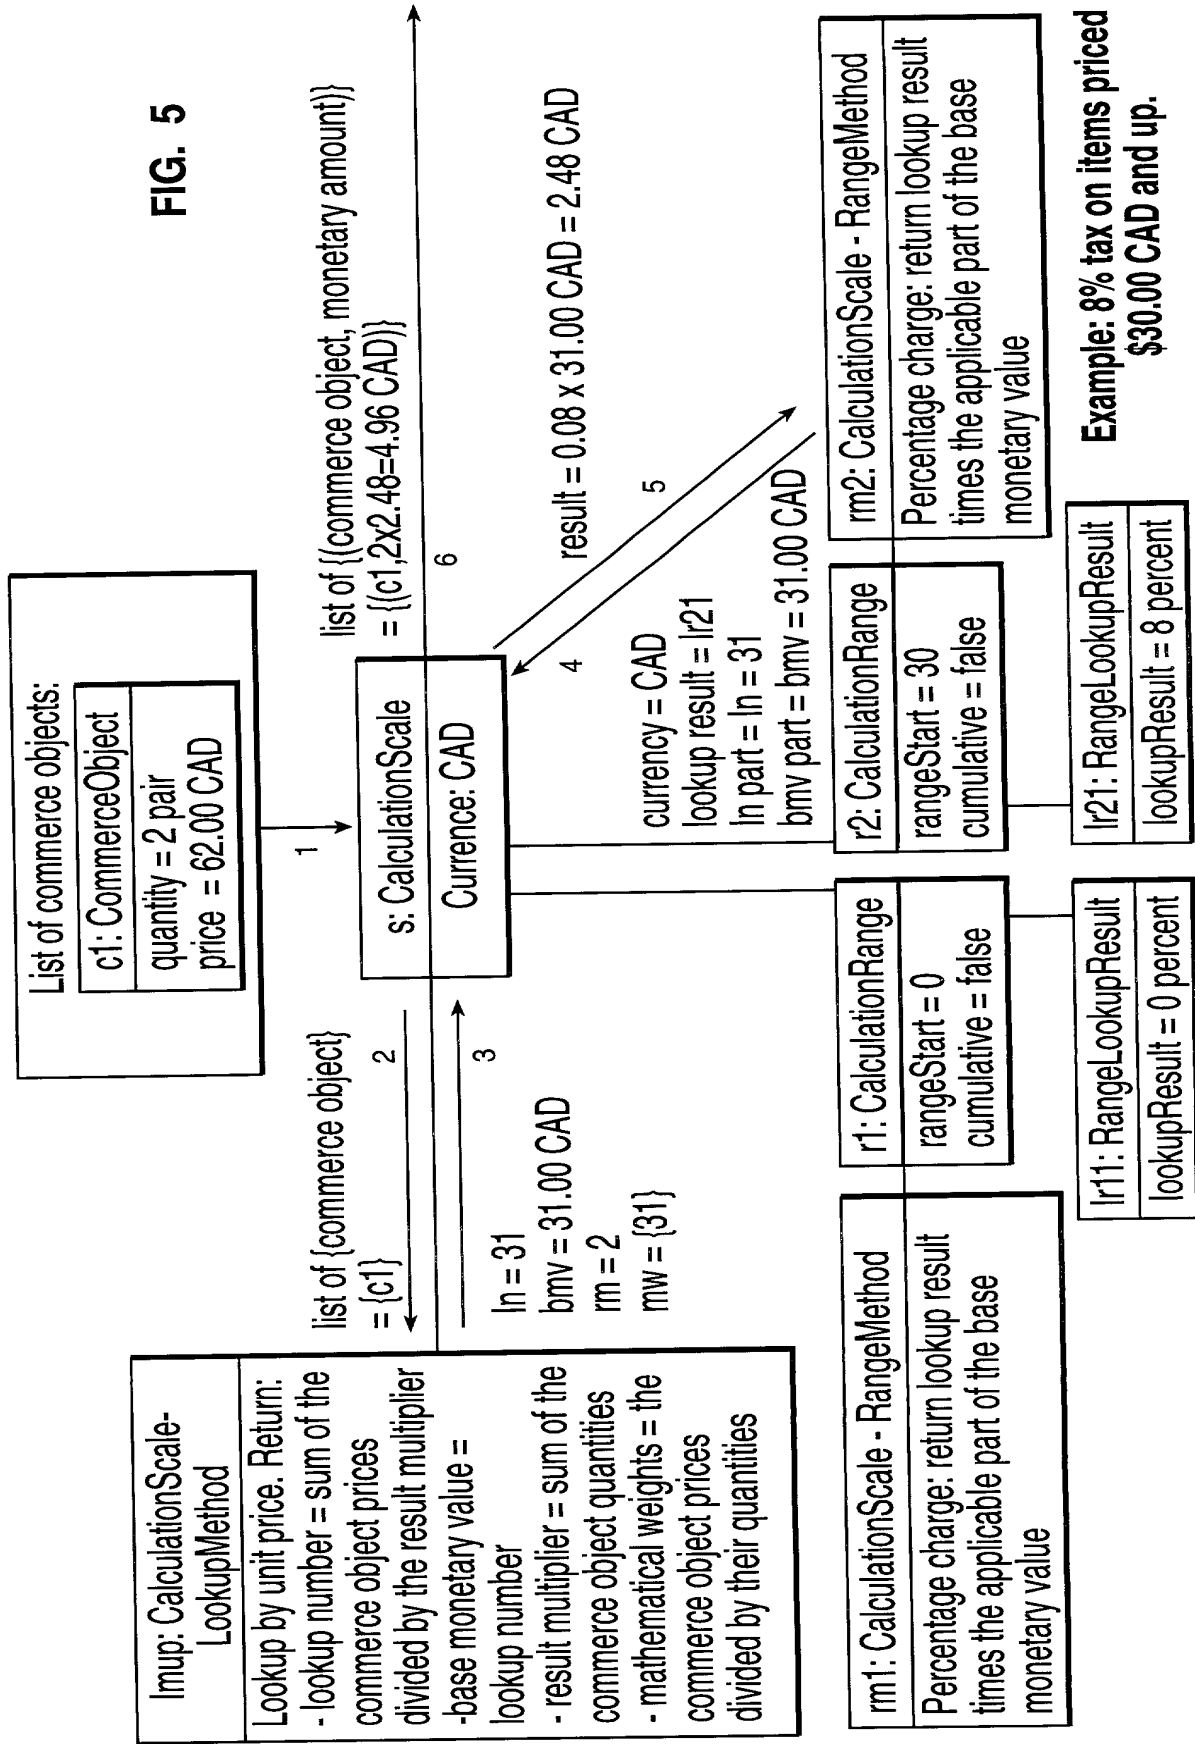 FIG. 5
List of commerce objects:
c1: CommerceObject
quantity = 2 pair
price = 62.00 CAD
1
list of {commerce object}
= {c1}
2
s: CalculationScale
Currence: CAD
list of {(commerce object, monetary amount)}
= {(c1,2x2.48=4.96 CAD)}
6
3
ln = 31
bmv = 31.00 CAD
rm = 2
mw = {31}
lmup: CalculationScale-
LookupMethod
Lookup by unit price. Return:
- lookup number = sum of the
commerce object prices
divided by the result multiplier
-base monetary value =
lookup number
- result multiplier = sum of the
commerce object quantities
- mathematical weights = the
commerce object prices
divided by their quantities
4
currency = CAD
lookup result = lr21
ln part = ln = 31
bmv part = bmv = 31.00 CAD
5
result = 0.08 x 31.00 CAD = 2.48 CAD
rm1: CalculationScale - RangeMethod
Percentage charge: return lookup result
times the applicable part of the base
monetary value
r1: CalculationRange
rangeStart = 0
cumulative = false
r2: CalculationRange
rangeStart = 30
cumulative = false
rm2: CalculationScale - RangeMethod
Percentage charge: return lookup result
times the applicable part of the base
monetary value
lr11: RangeLookupResult
lookupResult = 0 percent
lr21: RangeLookupResult
lookupResult = 8 percent
Example: 8% tax on items priced
$30.00 CAD and up.